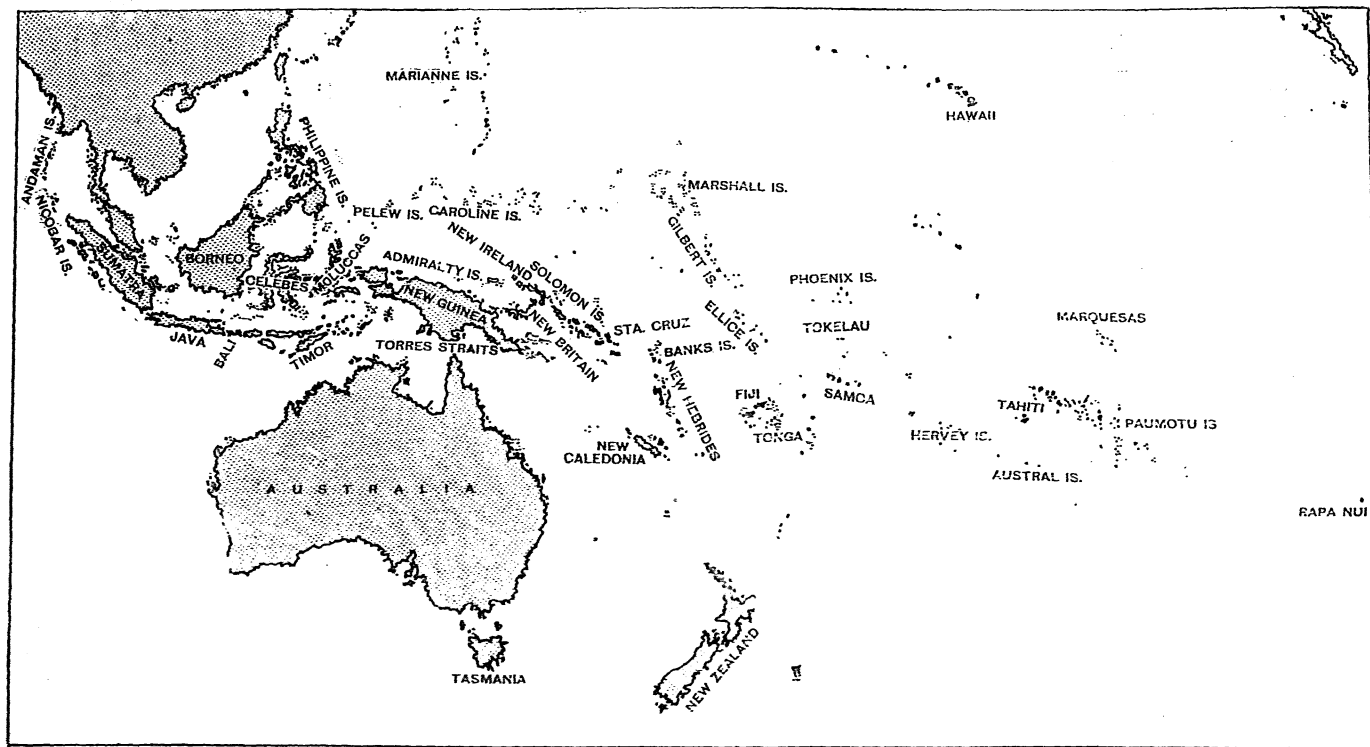 MARIANNE IS.
HAWAII
ANDAMAN IS.
NICOBAR IS.
PHILIPPINE IS.
MARSHALL IS.
PELEW IS.
CAROLINE IS.
GILBERT IS.
SUMATRA
BORNEO
CELEBES
MOLUCCAS
NEW IRELAND
ADMIRALTY IS.
SOLOMON IS.
NEW GUINEA
PHOENIX IS.
ELLICE IS.
TOKELAU
MARQUESAS
JAVA
BALI
TIMOR
TORRES STRAITS
NEW BRITAIN
STA. CRUZ
BANKS IS.
NEW HEBRIDES
FIJI
SAMCA
TONGA
TAHITI
PAUMOTU IS
HERVEY IS.
NEW
CALEDONIA
AUSTRAL IS.
AUSTRALIA
RAPA NUI
TASMANIA
NEW ZEALAND